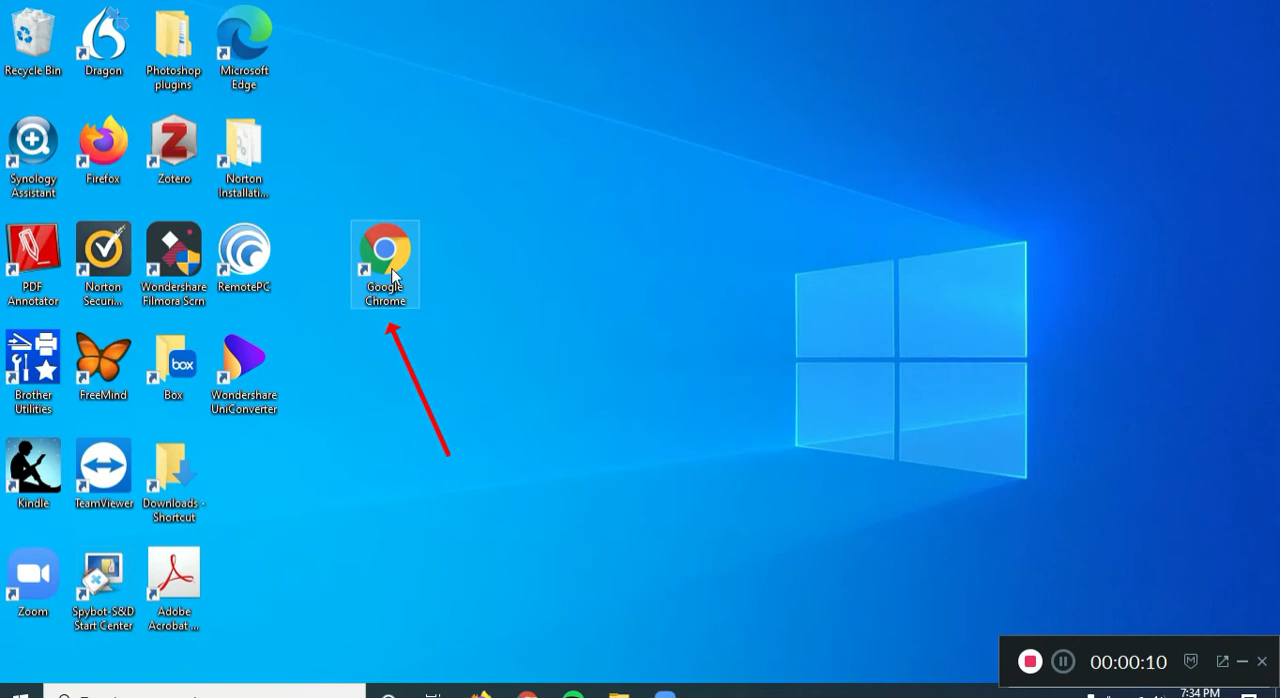 Recycle Bin
Dragon
Photoshop
plugins
Microsoft
Edge
Synology
Assistant
Firefox
Z
Zotero
Norton
Installati...
PDF
Annotator
Norton
Securi...
Wondershare
Filmora Scrn
RemotePC
Google
Chrome
Brother
Utilities
FreeMind
box
Box
Wondershare
UniConverter
Kindle
TeamViewer
Downloads -
Shortcut
Zoom
Spybot-S&D
Start Center
Adobe
Acrobat ...
00:00:10
7:34 PM